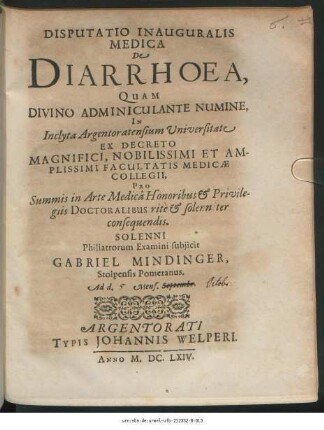 DISPUTATIO INAUGURALIS
MEDICA
De
DIARRHOEA,
QUAM
DIVINO ADMINICULANTE NUMINE,
In
Inclyta Argentoratensium Universitate
EX DECRETO
MAGNIFICI, NOBILISSIMI ET AM-
PLISSIMI FACULTATIS MEDICÆ
COLLEGII,
PRO
Summis in Arte Medicâ Honoribus & Privile-
giis DOCTORALIBUS ritè & solenniter
consequendis.
SOLENNI
Philiatrorum Examini subjicit
GABRIEL MINDINGER,
Stolpensis Pomeranus.
Ad d. 5 Mens. Septembr. Octob.
ARGENTORATI
TYPIS JOHANNIS WELPERI.
ANNO M. DC. LXIV.